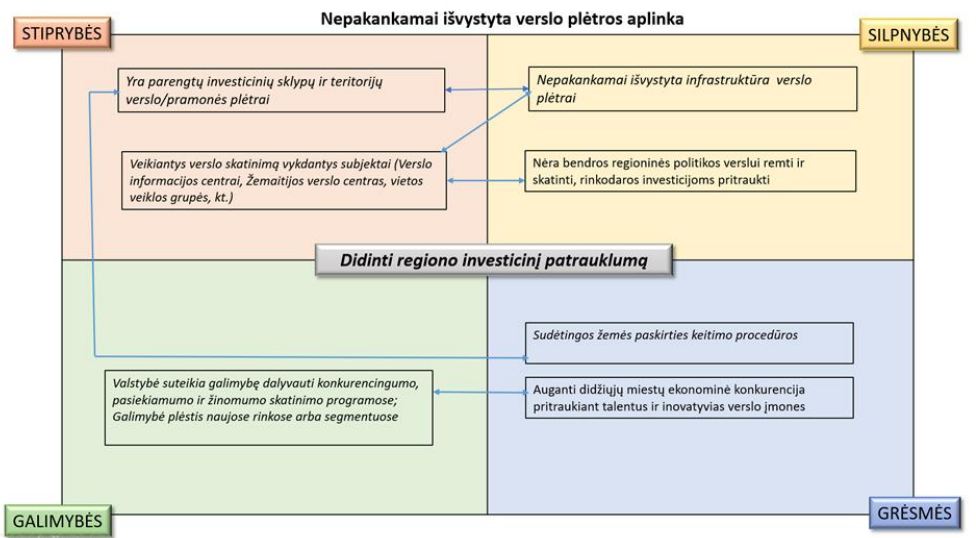 Nepakankamai išvystyta verslo plėtros aplinka
STIPRYBĖS
SILPNYBĖS
Yra parengtų investicinių sklypų ir teritorijų
verslo/pramonės plėtrai
Nepakankamai išvystyta infrastruktūra verslo
plėtrai
Veikiantys verslo skatinimą vykdantys subjektai (Verslo
informacijos centrai, Žemaitijos verslo centras, vietos
veiklos grupės, kt.)
Nėra bendros regioninės politikos verslui remti ir
skatinti, rinkodaros investicijoms pritraukti
Didinti regiono investicinį patrauklumą
Sudėtingos žemės paskirties keitimo procedūros
Valstybė suteikia galimybę dalyvauti konkurencingumo,
pasiekiamumo ir žinomumo skatinimo programose;
Galimybė plėstis naujose rinkose arba segmentuose
Auganti didžiųjų miestų ekonominė konkurencija
pritraukiant talentus ir inovatyvias verslo įmones
GALIMYBĖS
GRĖSMĖS